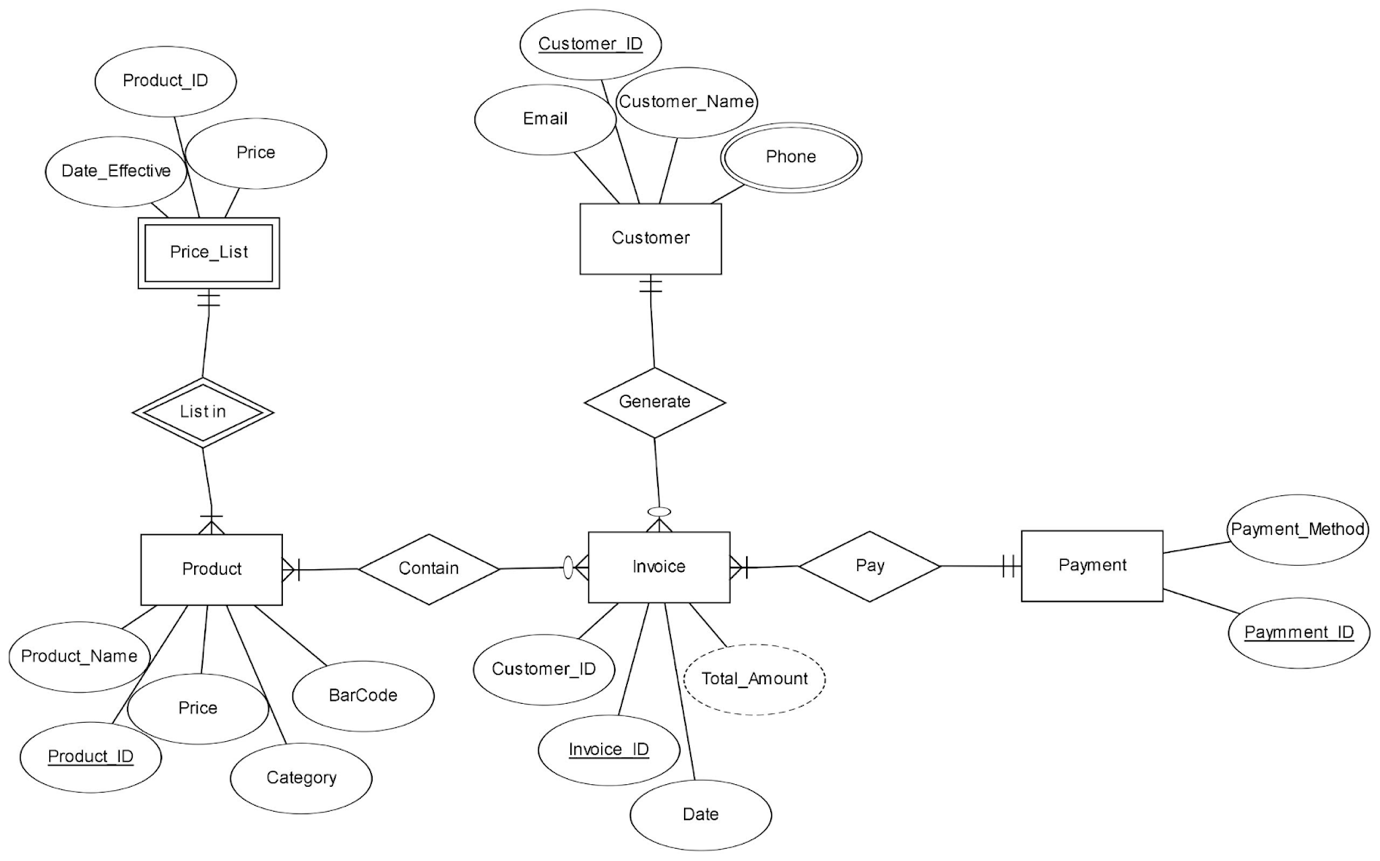 Customer_ID
Product_ID
Customer_Name
Email
Price
Phone
Date_Effective
Customer
Price_List
Generate
List in
Product
Contain
Invoice
Pay
Payment
Payment_Method
Paymment_ID
Product_Name
Customer_ID
Total_Amount
BarCode
Price
Product_ID
Invoice_ID
Category
Date